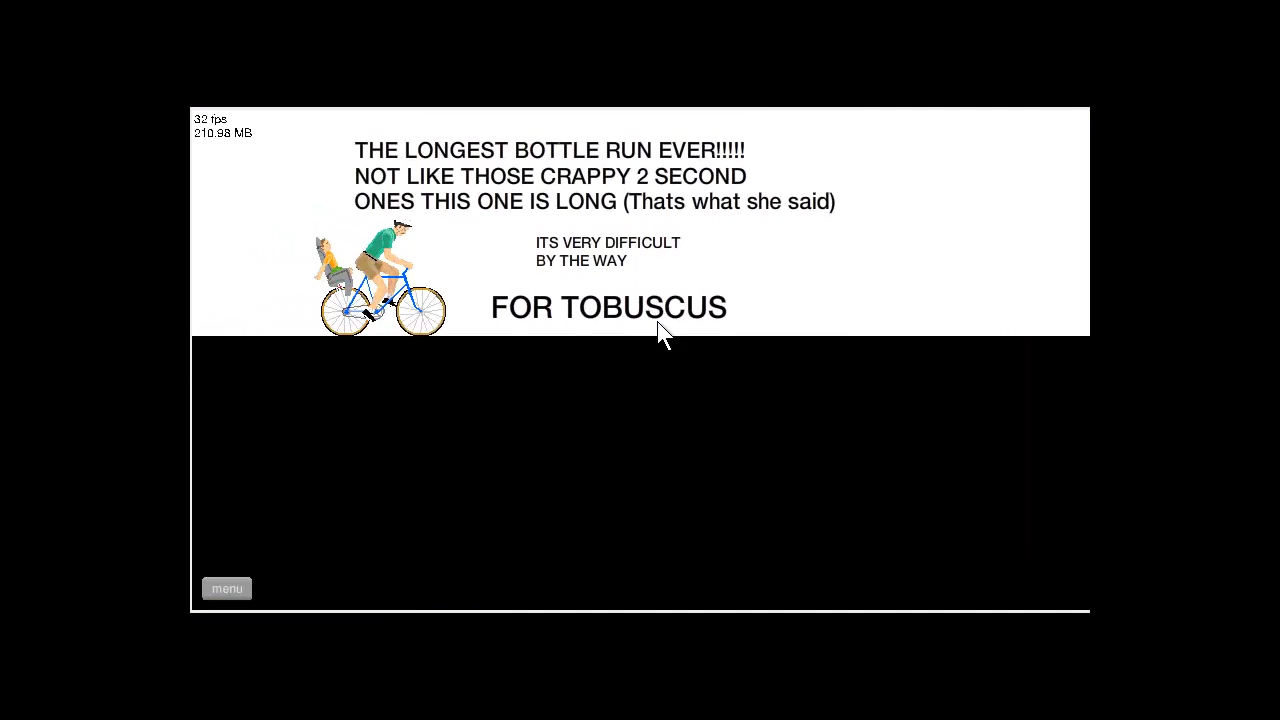 32 fps
210.98 MB
THE LONGEST BOTTLE RUN EVER!!!!!
NOT LIKE THOSE CRAPPY 2 SECOND
ONES THIS ONE IS LONG (Thats what she said)
ITS VERY DIFFICULT
BY THE WAY
FOR TOBUSCUS
menu